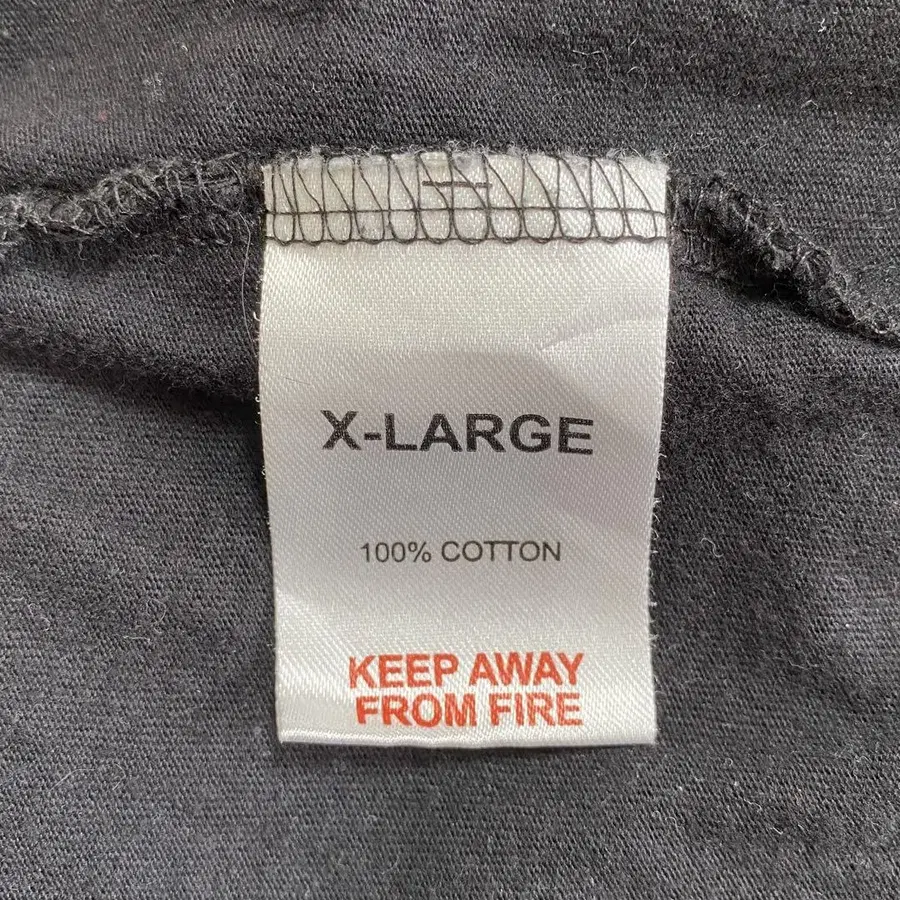 X-LARGE
100% COTTON
KEEP AWAY
FROM FIRE